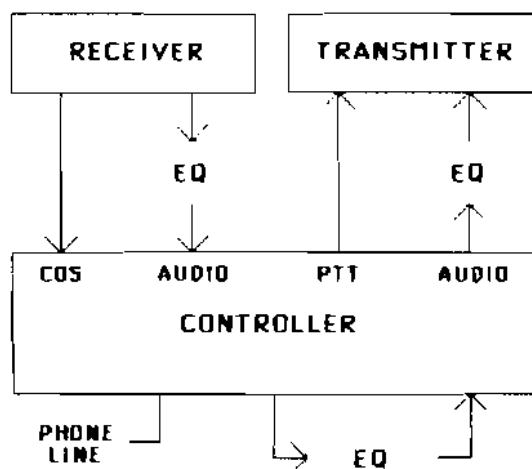 RECEIVER
TRANSMITTER
EQ
EQ
COS
AUDIO
PTT
AUDIO
CONTROLLER
PHONE
LINE
EQ